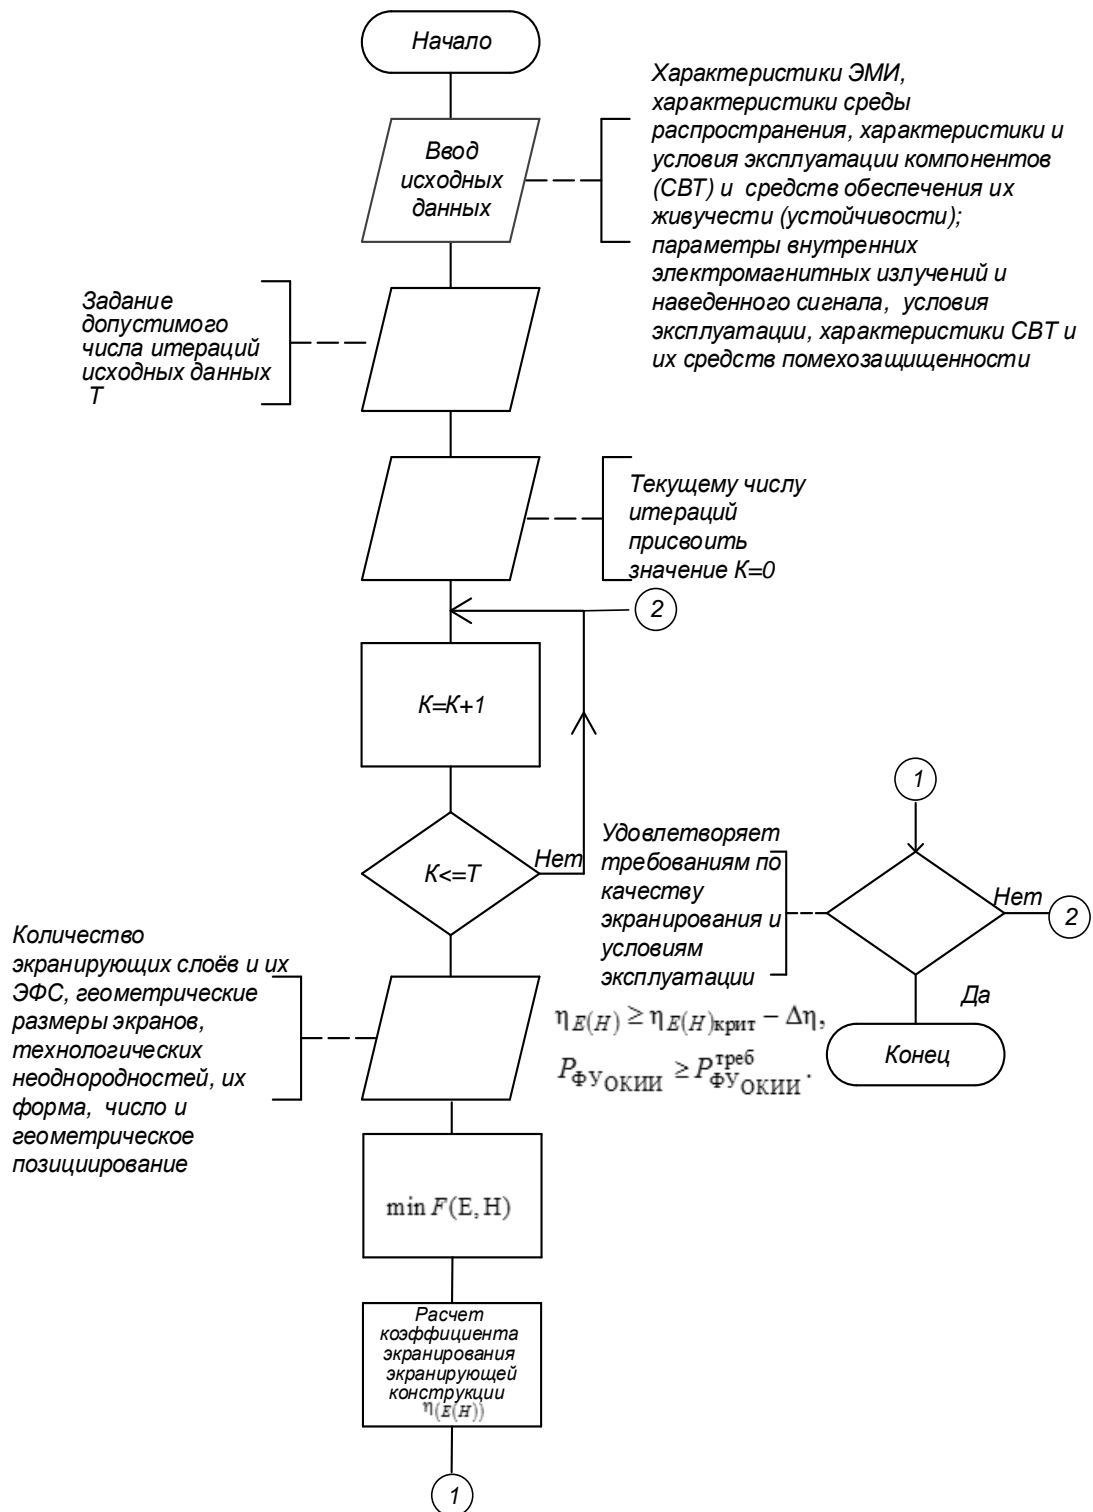 Начало
Ввод
исходных
данных
Характеристики ЭМИ,
характеристики среды
распространения, характеристики и
условия эксплуатации компонентов
(СВТ) и средств обеспечения их
живучести (устойчивости);
параметры внутренних
электромагнитных излучений и
наведенного сигнала, условия
эксплуатации, характеристики СВТ и
их средств помехозащищенности
Задание
допустимого
числа итераций
исходных данных
Т
Текущему числу
итераций
присвоить
значение К=0
2
К=К+1
К<=Т
Нет
Количество
экранирующих слоёв и их
ЭФС, геометрические
размеры экранов,
технологических
неоднородностей, их
форма, число и
геометрическое
позициирование
min F(E, H)
Расчет
коэффициента
экранирования
экранирующей
конструкции
η(E(H))
1
1
Удовлетворяет
требованиям по
качеству
экранирования и
условиям
эксплуатации
η_E(H) ≥ η_E(H)крит − Δη,
P_ФУ_ОКИИ ≥ P^треб_ФУ_ОКИИ.
Нет
2
Да
Конец